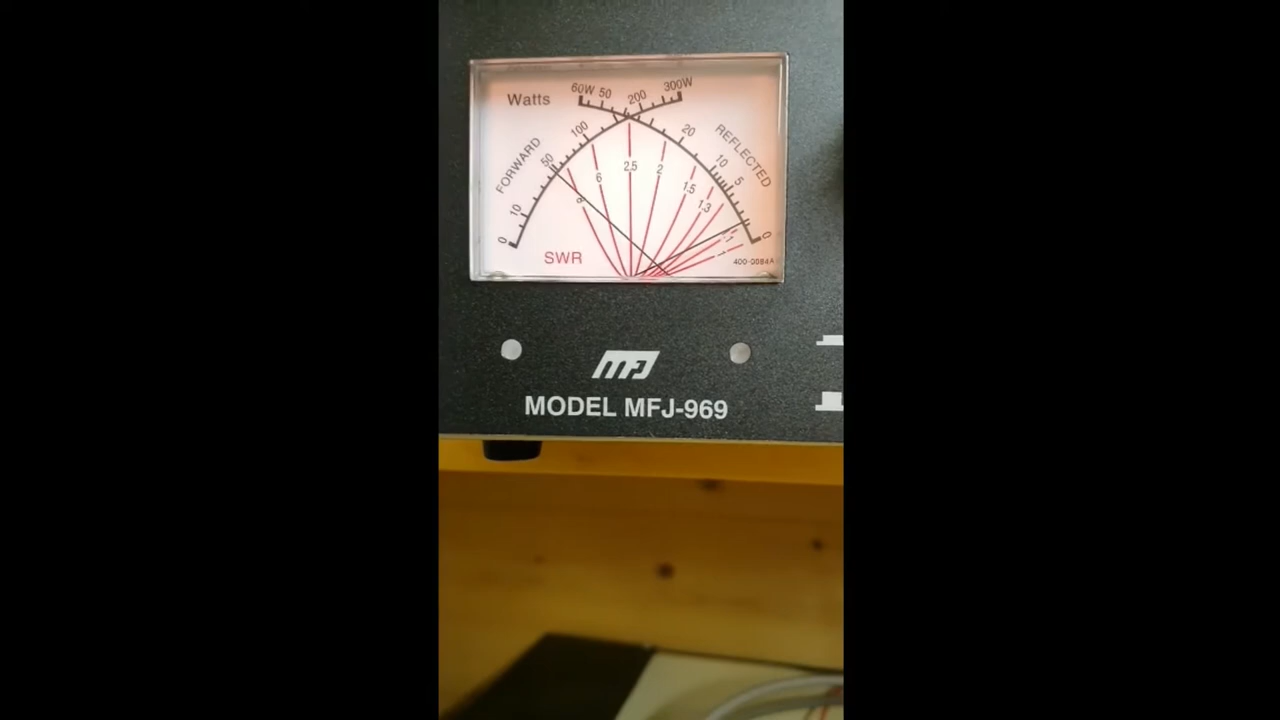 Watts
60W 50 200 300W
100 20
FORWARD 50 10 5 REFLECTED
6 2.5 2 1.5 1.3
10
0 0
SWR
400-0084A
MFJ
MODEL MFJ-969